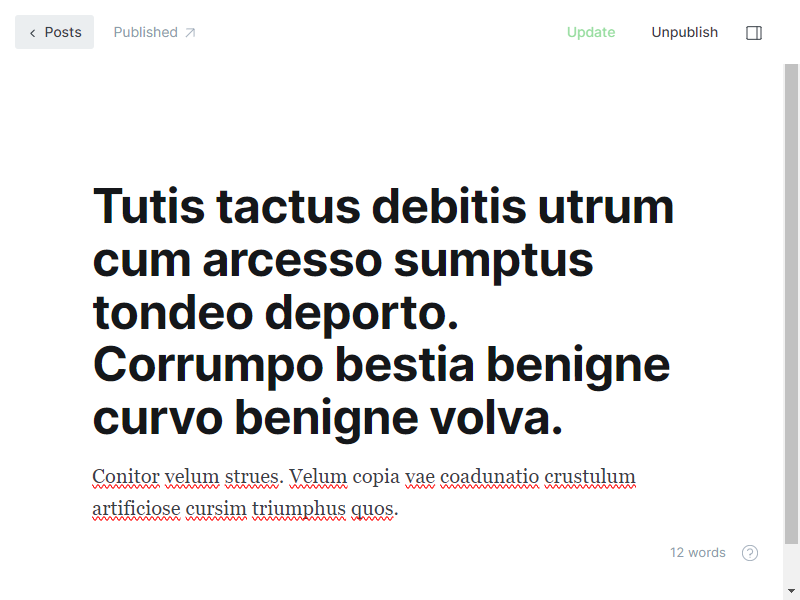 Posts
Published
Update
Unpublish
Tutis tactus debitis utrum
cum arcesso sumptus
tondeo deporto.
Corrumpo bestia benigne
curvo benigne volva.
Conitor velum strues. Velum copia vae coadunatio crustulum
artificiose cursim triumphus quos.
12 words
?